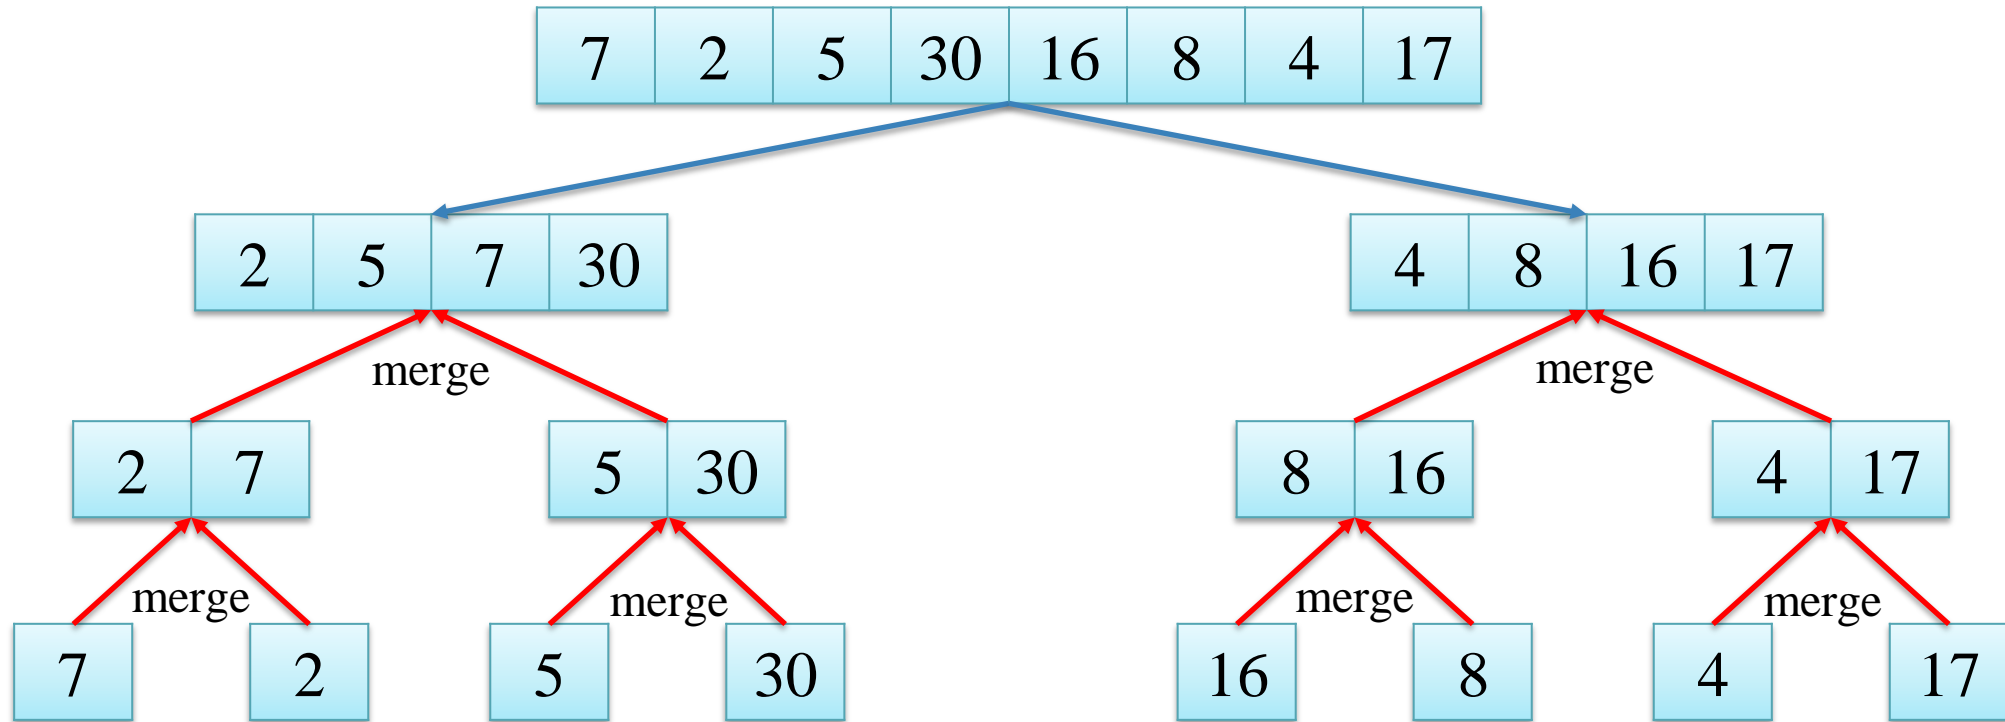 7 2 5 30 16 8 4 17
2 5 7 30 4 8 16 17
merge merge
2 7 5 30 8 16 4 17
merge merge merge merge
7 2 5 30 16 8 4 17